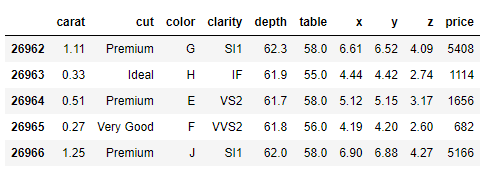 carat cut color clarity depth table x y z price
26962 1.11 Premium G SI1 62.3 58.0 6.61 6.52 4.09 5408
26963 0.33 Ideal H IF 61.9 55.0 4.44 4.42 2.74 1114
26964 0.51 Premium E VS2 61.7 58.0 5.12 5.15 3.17 1656
26965 0.27 Very Good F VVS2 61.8 56.0 4.19 4.20 2.60 682
26966 1.25 Premium J SI1 62.0 58.0 6.90 6.88 4.27 5166